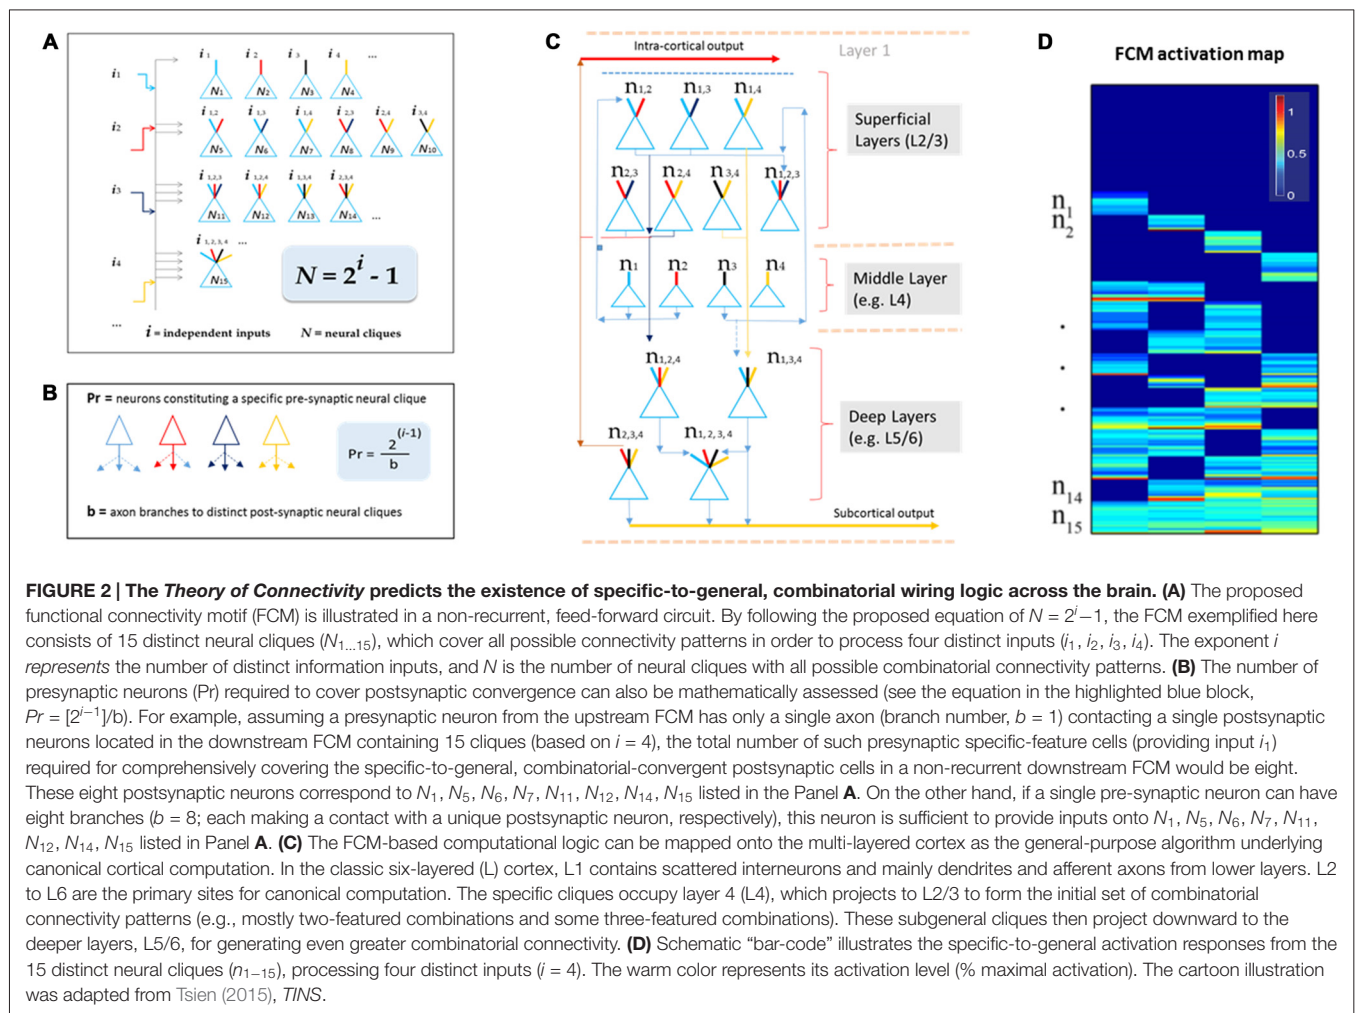 A
i1
i2
i3
i4
...
i 1 i 2 i 3 i 4 ...
N1 N2 N3 N4
i 1,2 i 1,3 i 1,4 i 2,3 i 2,4 i 3,4
N5 N6 N7 N8 N9 N10
i 1,2,3 i 1,2,4 i 1,3,4 i 2,3,4
N11 N12 N13 N14 ...
i 1, 2, 3, 4 ...
N15
N = 2^i - 1
i = independent inputs N = neural cliques
B
Pr = neurons constituting a specific pre-synaptic neural clique
Pr = 2^(i-1) / b
b = axon branches to distinct post-synaptic neural cliques
C
Intra-cortical output
Layer 1
n1,2 n1,3 n1,4
Superficial
Layers (L2/3)
n2,3 n2,4 n3,4 n1,2,3
n1 n2 n3 n4
Middle Layer
(e.g. L4)
n1,2,4 n1,3,4
Deep Layers
(e.g. L5/6)
n2,3,4 n1, 2, 3, 4
Subcortical output
D
FCM activation map
1
0.5
0
n1
n2
.
.
.
n14
n15
FIGURE 2 | The Theory of Connectivity predicts the existence of specific-to-general, combinatorial wiring logic across the brain. (A) The proposed
functional connectivity motif (FCM) is illustrated in a non-recurrent, feed-forward circuit. By following the proposed equation of N = 2^i−1, the FCM exemplified here
consists of 15 distinct neural cliques (N1...15), which cover all possible connectivity patterns in order to process four distinct inputs (i1, i2, i3, i4). The exponent i
represents the number of distinct information inputs, and N is the number of neural cliques with all possible combinatorial connectivity patterns. (B) The number of
presynaptic neurons (Pr) required to cover postsynaptic convergence can also be mathematically assessed (see the equation in the highlighted blue block,
Pr = [2^i−1]/b). For example, assuming a presynaptic neuron from the upstream FCM has only a single axon (branch number, b = 1) contacting a single postsynaptic
neurons located in the downstream FCM containing 15 cliques (based on i = 4), the total number of such presynaptic specific-feature cells (providing input i1)
required for comprehensively covering the specific-to-general, combinatorial-convergent postsynaptic cells in a non-recurrent downstream FCM would be eight.
These eight postsynaptic neurons correspond to N1, N5, N6, N7, N11, N12, N14, N15 listed in the Panel A. On the other hand, if a single pre-synaptic neuron can have
eight branches (b = 8; each making a contact with a unique postsynaptic neuron, respectively), this neuron is sufficient to provide inputs onto N1, N5, N6, N7, N11,
N12, N14, N15 listed in Panel A. (C) The FCM-based computational logic can be mapped onto the multi-layered cortex as the general-purpose algorithm underlying
canonical cortical computation. In the classic six-layered (L) cortex, L1 contains scattered interneurons and mainly dendrites and afferent axons from lower layers. L2
to L6 are the primary sites for canonical computation. The specific cliques occupy layer 4 (L4), which projects to L2/3 to form the initial set of combinatorial
connectivity patterns (e.g., mostly two-featured combinations and some three-featured combinations). These subgeneral cliques then project downward to the
deeper layers, L5/6, for generating even greater combinatorial connectivity. (D) Schematic “bar-code” illustrates the specific-to-general activation responses from the
15 distinct neural cliques (n1−15), processing four distinct inputs (i = 4). The warm color represents its activation level (% maximal activation). The cartoon illustration
was adapted from Tsien (2015), TINS.